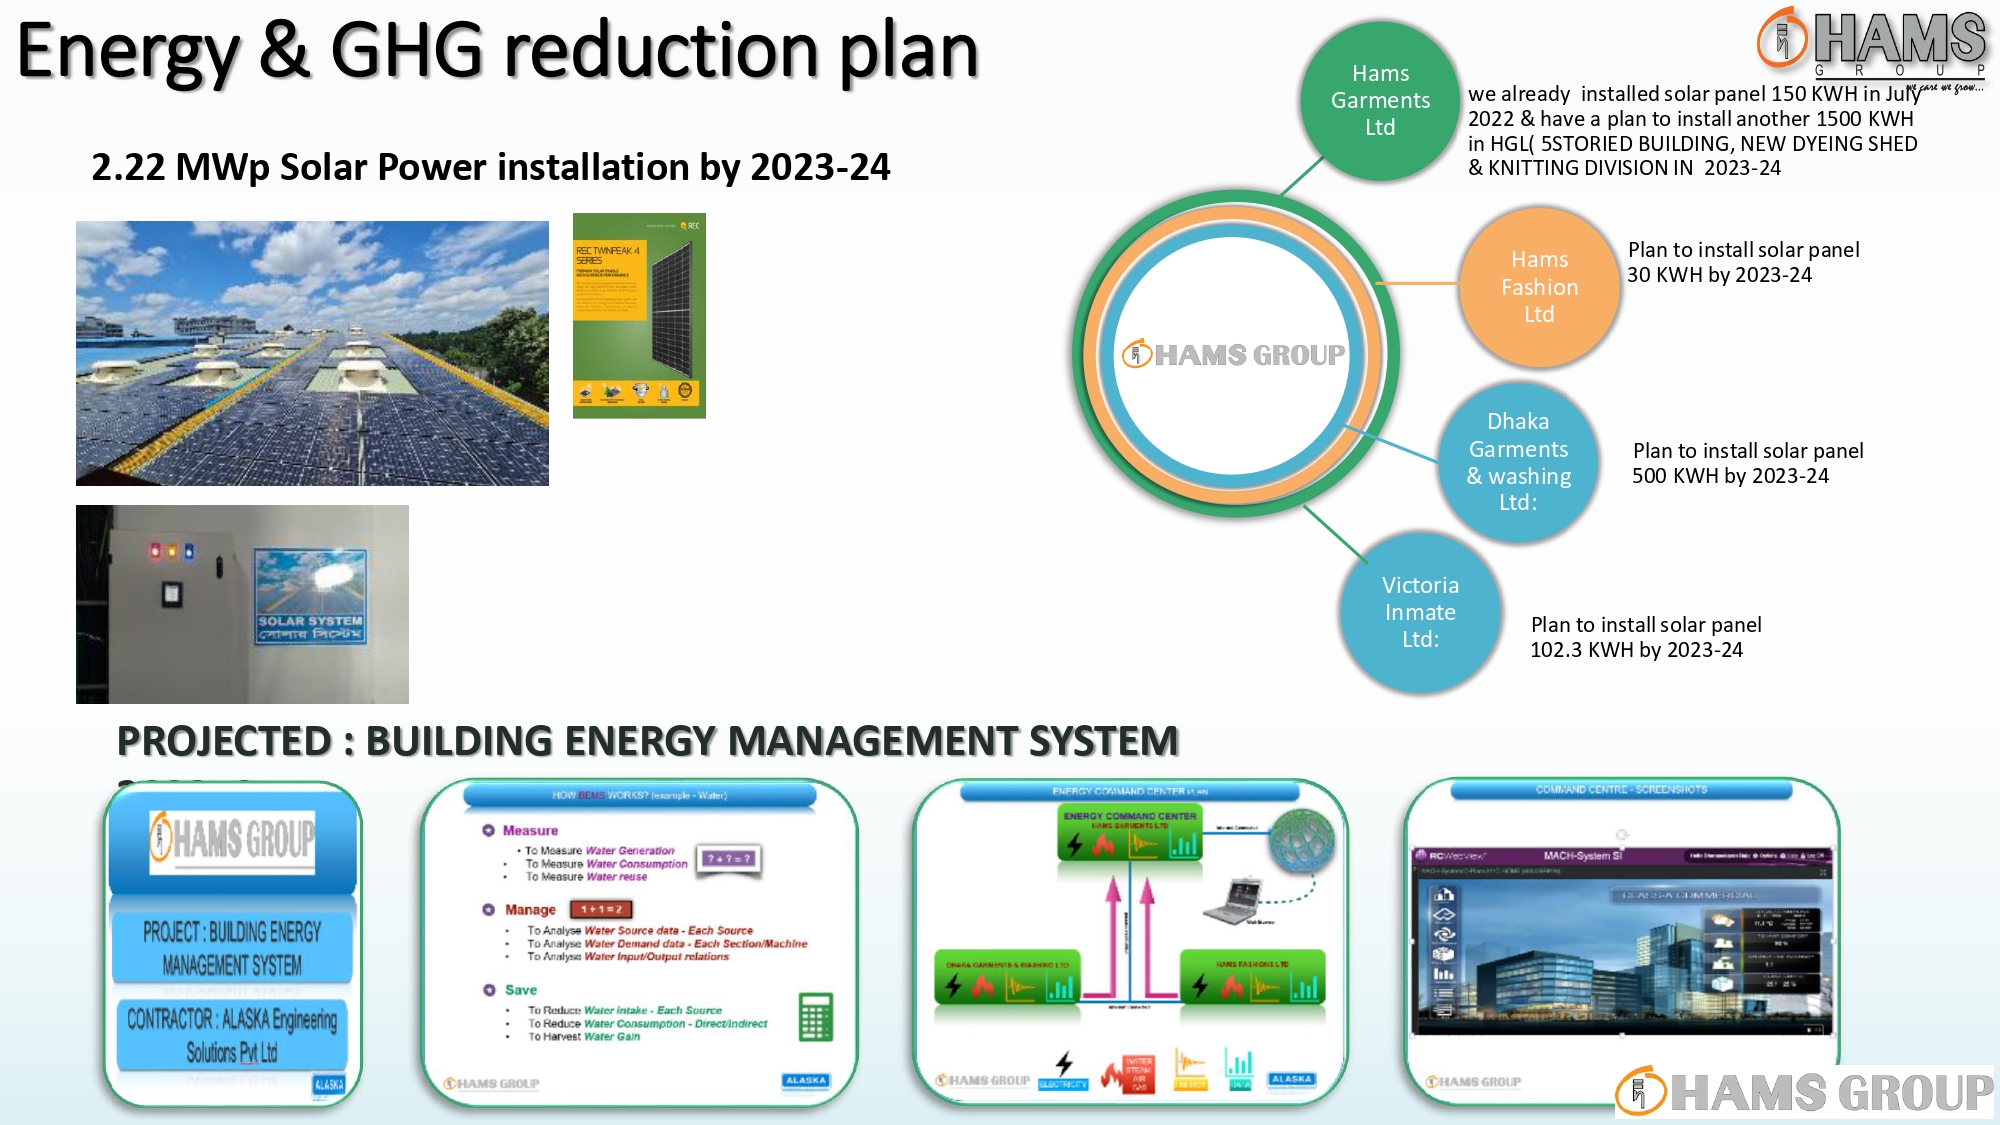 Energy & GHG reduction plan
HAMS
GROUP
we care we grow...
2.22 MWp Solar Power installation by 2023-24
REC
REC TWINPEAK 4
SERIES
SOLAR SYSTEM
সোলার সিস্টেম
HAMS GROUP
Hams
Garments
Ltd
we already installed solar panel 150 KWH in July
2022 & have a plan to install another 1500 KWH
in HGL( 5STORIED BUILDING, NEW DYEING SHED
& KNITTING DIVISION IN 2023-24
Hams
Fashion
Ltd
Plan to install solar panel
30 KWH by 2023-24
Dhaka
Garments
& washing
Ltd:
Plan to install solar panel
500 KWH by 2023-24
Victoria
Inmate
Ltd:
Plan to install solar panel
102.3 KWH by 2023-24
PROJECTED : BUILDING ENERGY MANAGEMENT SYSTEM
HAMS GROUP
PROJECT : BUILDING ENERGY
MANAGEMENT SYSTEM
CONTRACTOR : ALASKA Engineering
Solutions Pvt Ltd
ALASKA
HOW BEMS WORKS? (example - Water)
Measure
• To Measure Water Generation
• To Measure Water Consumption
• To Measure Water reuse
? + ? = ?
Manage
1 + 1 = 2
• To Analyse Water Source data - Each Source
• To Analyse Water Demand data - Each Section/Machine
• To Analyse Water Input/Output relations
Save
• To Reduce Water intake - Each Source
• To Reduce Water Consumption - Direct/Indirect
• To Harvest Water Gain
HAMS GROUP
ALASKA
ENERGY COMMAND CENTER PLAN
ENERGY COMMAND CENTER
HAMS GARMENTS LTD
DHAKA GARMENTS & WASHING LTD
HAMS FASHIONS LTD
HAMS GROUP
ELECTRICITY
WATER
STEAM
AIR
GAS
DATA
ALASKA
COMMAND CENTRE - SCREENSHOTS
RCWebView
MACH-System SI
CLASS A COMMERCIAL
HAMS GROUP
HAMS GROUP